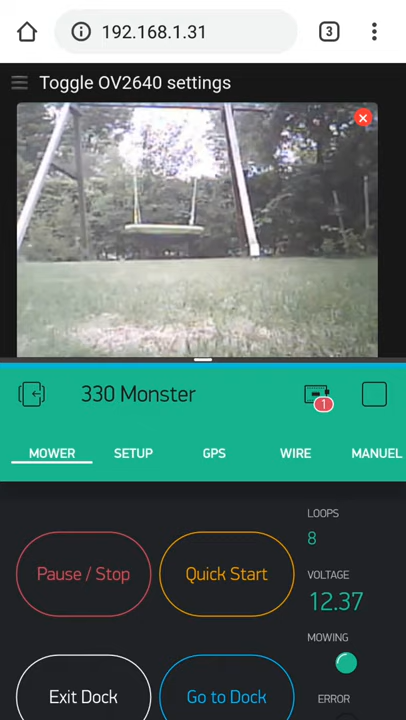 192.168.1.31
3
Toggle OV2640 settings
330 Monster
1
MOWER SETUP GPS WIRE MANUEL
LOOPS
8
Pause / Stop
Quick Start
VOLTAGE
12.37
MOWING
Exit Dock
Go to Dock
ERROR